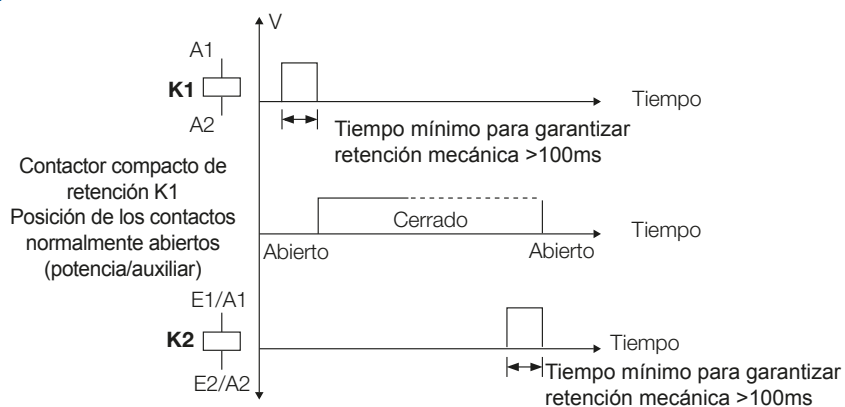 V
A1
K1
A2
Tiempo
Tiempo mínimo para garantizar
retención mecánica >100ms
Contactor compacto de
retención K1
Posición de los contactos
normalmente abiertos
(potencia/auxiliar)
Cerrado
Tiempo
Abierto
Abierto
E1/A1
K2
E2/A2
Tiempo
Tiempo mínimo para garantizar
retención mecánica >100ms